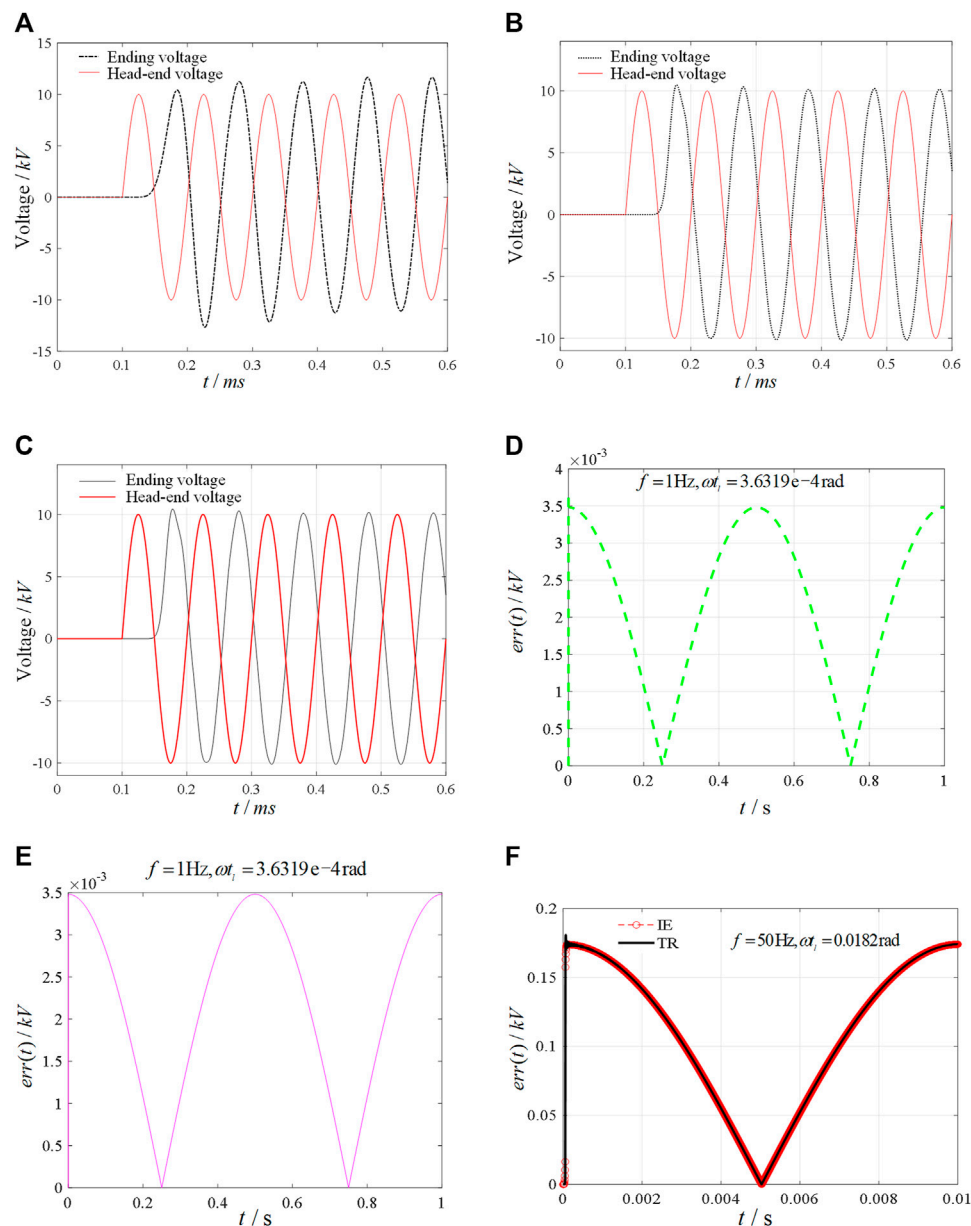 A
Ending voltage
Head-end voltage
15
10
5
0
-5
-10
-15
Voltage / kV
0 0.1 0.2 0.3 0.4 0.5 0.6
t / ms
B
Ending voltage
Head-end voltage
10
5
0
-5
-10
Voltage / kV
0 0.1 0.2 0.3 0.4 0.5 0.6
t / ms
C
Ending voltage
Head-end voltage
10
5
0
-5
-10
Voltage / kV
0 0.1 0.2 0.3 0.4 0.5 0.6
t / ms
D
×10⁻³
f = 1Hz, ωtₗ = 3.6319e−4 rad
4
3.5
3
2.5
2
1.5
1
0.5
0
err(t) / kV
0 0.2 0.4 0.6 0.8 1
t / s
E
f = 1Hz, ωtₗ = 3.6319e−4 rad
×10⁻³
3.5
3
2.5
2
1.5
1
0.5
0
err(t) / kV
0 0.2 0.4 0.6 0.8 1
t / s
F
IE
TR
f = 50Hz, ωtₗ = 0.0182rad
0.2
0.15
0.1
0.05
0
err(t) / kV
0 0.002 0.004 0.006 0.008 0.01
t / s